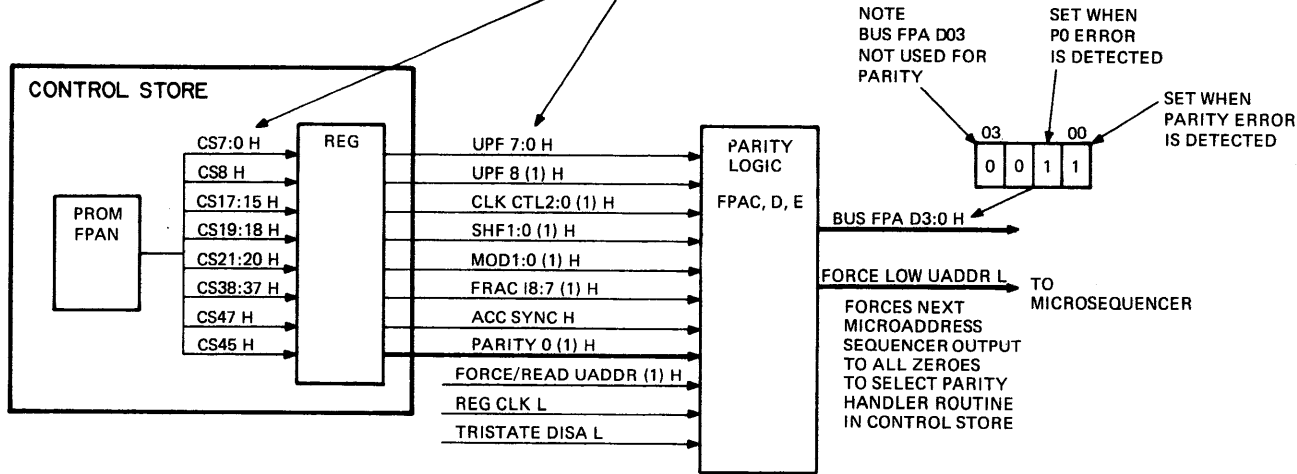 NOTE
BUS FPA D03
NOT USED FOR
PARITY
SET WHEN
P0 ERROR
IS DETECTED
SET WHEN
PARITY ERROR
IS DETECTED
03 00
0 0 1 1
CONTROL STORE
PROM
FPAN
CS7:0 H
CS8 H
CS17:15 H
CS19:18 H
CS21:20 H
CS38:37 H
CS47 H
CS45 H
REG
UPF 7:0 H
UPF 8 (1) H
CLK CTL2:0 (1) H
SHF1:0 (1) H
MOD1:0 (1) H
FRAC I8:7 (1) H
ACC SYNC H
PARITY 0 (1) H
FORCE/READ UADDR (1) H
REG CLK L
TRISTATE DISA L
PARITY
LOGIC
FPAC, D, E
BUS FPA D3:0 H
FORCE LOW UADDR L
TO
MICROSEQUENCER
FORCES NEXT
MICROADDRESS
SEQUENCER OUTPUT
TO ALL ZEROES
TO SELECT PARITY
HANDLER ROUTINE
IN CONTROL STORE